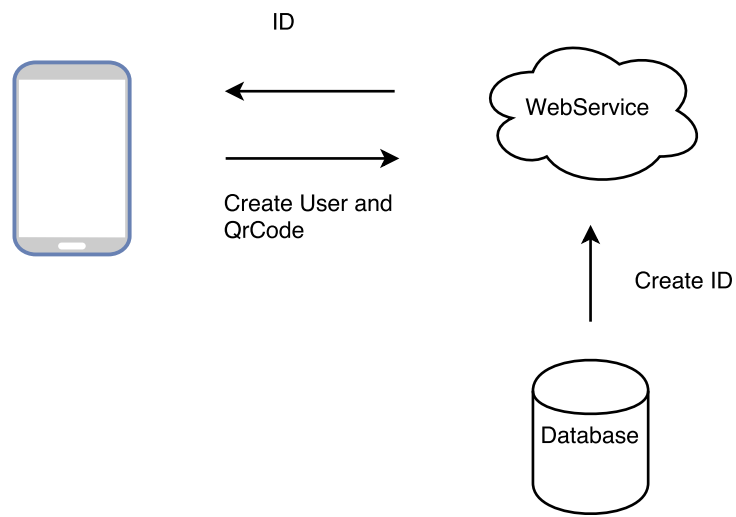 ID
WebService
Create User and
QrCode
Create ID
Database